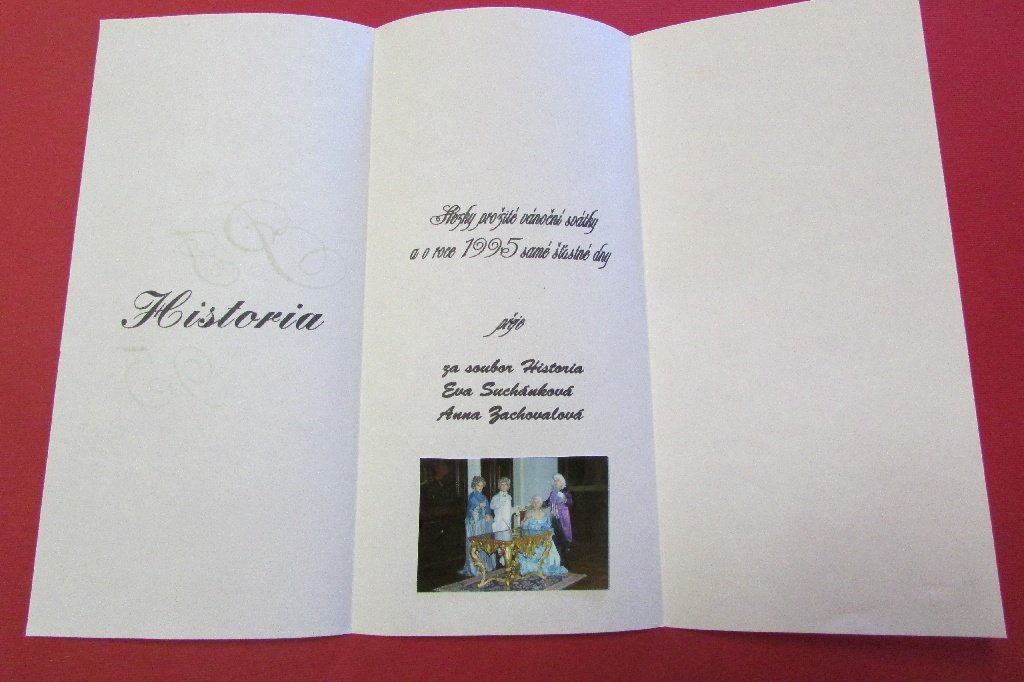 Historia
Hezky prožité vánoční svátky
a v roce 1995 samé šťastné dny
přeje
za soubor Historia
Eva Suchánková
Anna Zachovalová